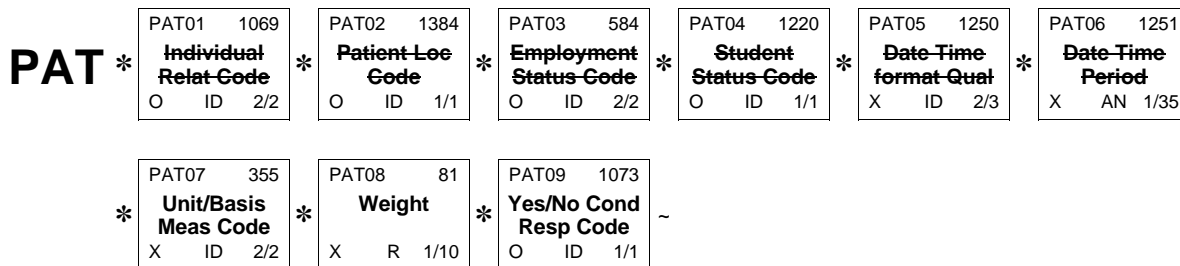 PAT01 1069 PAT02 1384 PAT03 584 PAT04 1220 PAT05 1250 PAT06 1251
PAT * Individual * Patient Loc * Employment * Student * Date Time * Date Time
Relat Code Code Status Code Status Code format Qual Period
O ID 2/2 O ID 1/1 O ID 2/2 O ID 1/1 X ID 2/3 X AN 1/35
PAT07 355 PAT08 81 PAT09 1073
* Unit/Basis * Weight * Yes/No Cond ~
Meas Code Resp Code
X ID 2/2 X R 1/10 O ID 1/1